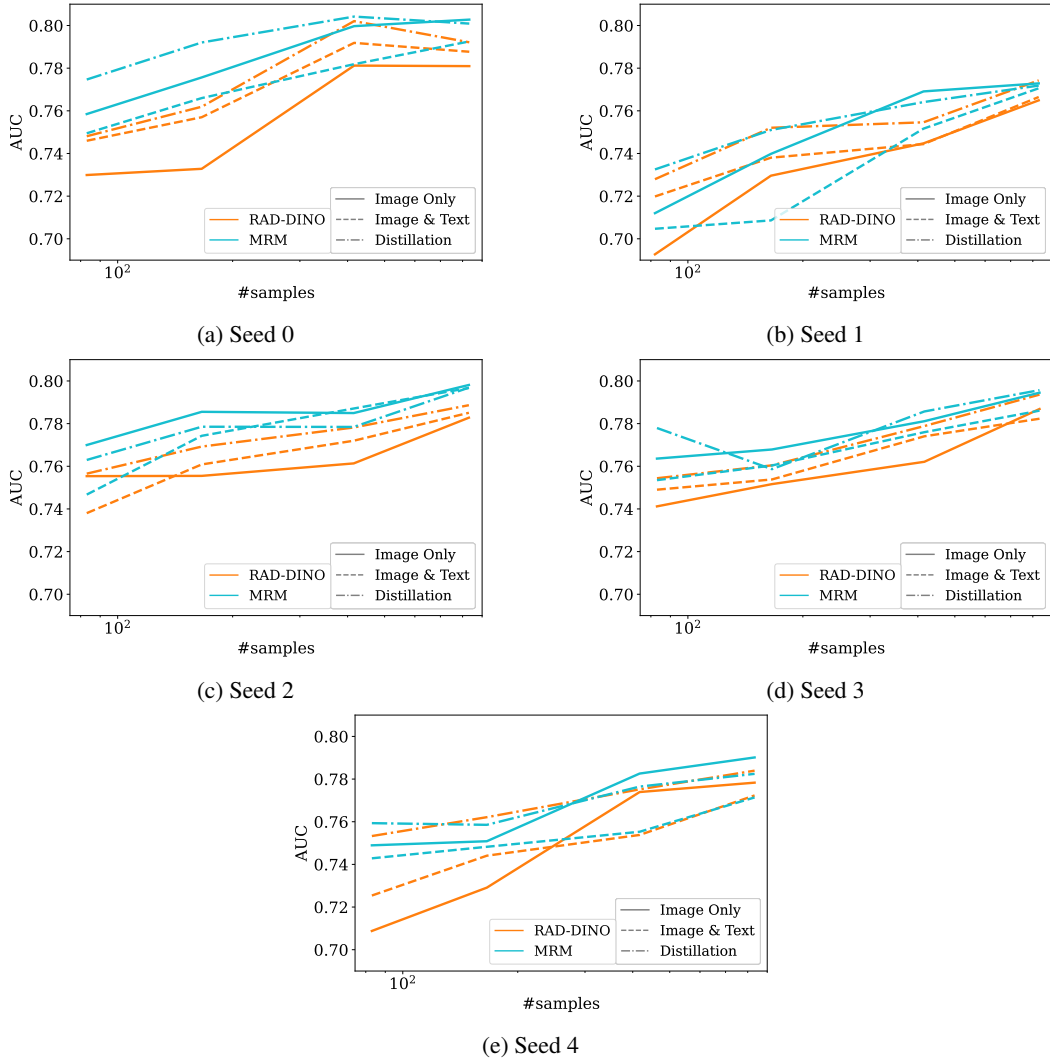 0.80
0.78
0.76
0.74
0.72
0.70
AUC
RAD-DINO
MRM
Image Only
Image & Text
Distillation
10²
#samples
(a) Seed 0
0.80
0.78
0.76
0.74
0.72
0.70
AUC
RAD-DINO
MRM
Image Only
Image & Text
Distillation
10²
#samples
(b) Seed 1
0.80
0.78
0.76
0.74
0.72
0.70
AUC
RAD-DINO
MRM
Image Only
Image & Text
Distillation
10²
#samples
(c) Seed 2
0.80
0.78
0.76
0.74
0.72
0.70
AUC
RAD-DINO
MRM
Image Only
Image & Text
Distillation
10²
#samples
(d) Seed 3
0.80
0.78
0.76
0.74
0.72
0.70
AUC
RAD-DINO
MRM
Image Only
Image & Text
Distillation
10²
#samples
(e) Seed 4